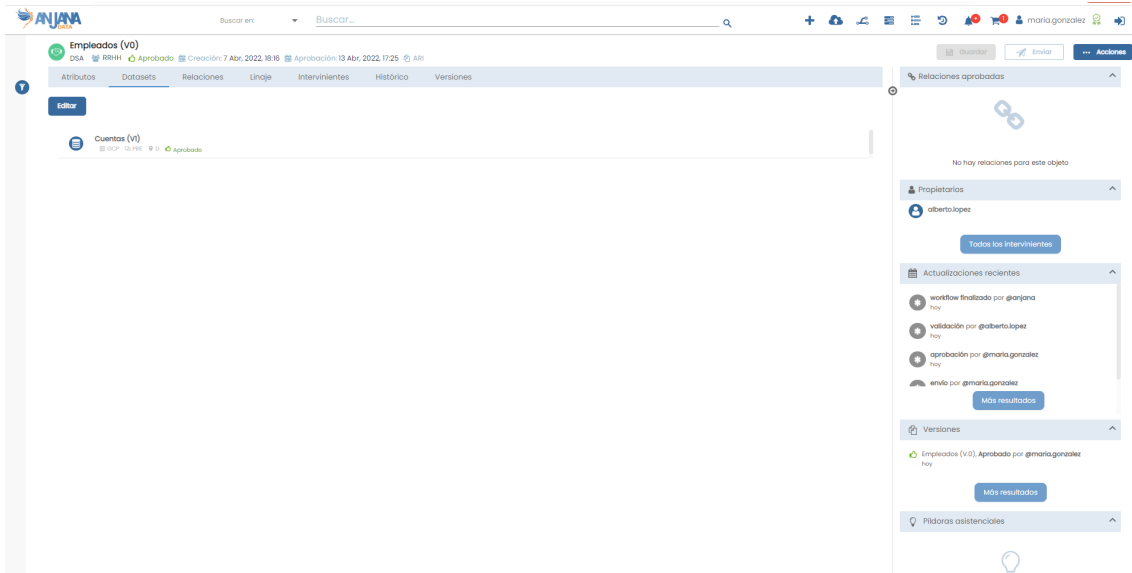 ANJANA
DATA
Buscar en:
Buscar...
maria.gonzalez
Empleados (V0)
DSA RRHH Aprobado Creación: 7 Abr, 2022, 18:16 Aprobación: 13 Abr, 2022, 17:25 ARI
Guardar
Enviar
Acciones
Atributos Datasets Relaciones Linaje Intervinientes Histórico Versiones
Editar
Cuentas (V1)
GCP PRE D Aprobado
Relaciones aprobadas
No hay relaciones para este objeto
Propietarios
alberto.lopez
Todos los intervinientes
Actualizaciones recientes
workflow finalizado por @anjana
hoy
validación por @alberto.lopez
hoy
aprobación por @maria.gonzalez
hoy
envío por @maria.gonzalez
Más resultados
Versiones
Empleados (V.0), Aprobado por @maria.gonzalez
hoy
Más resultados
Píldoras asistenciales